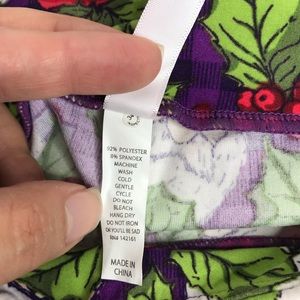 92% POLYESTER
8% SPANDEX
MACHINE
WASH
COLD
GENTLE
CYCLE
DO NOT
BLEACH
HANG DRY
DO NOT IRON
OR YOU'LL BE SAD
142161
MADE IN
CHINA